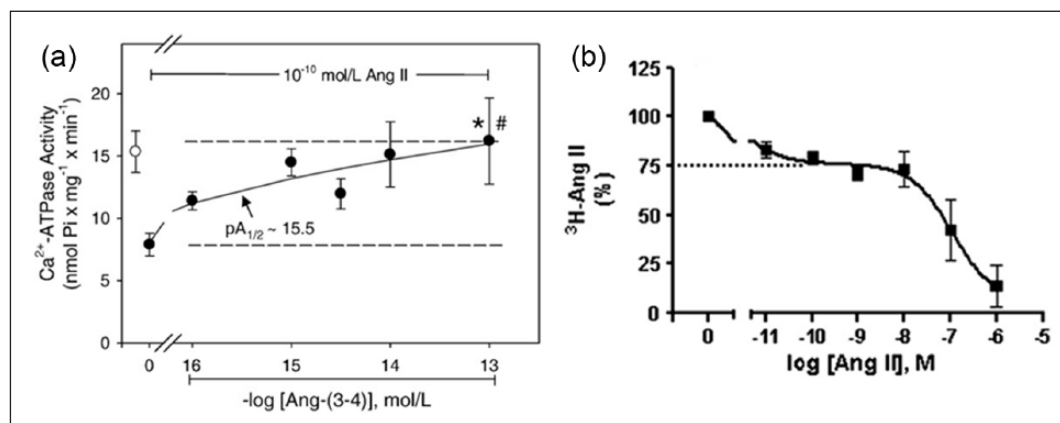 (a)
10⁻¹⁰ mol/L Ang II
Ca²⁺-ATPase Activity
(nmol Pi x mg⁻¹ x min⁻¹)
20
15
10
5
0
* #
pA1/2 ~ 15.5
0 16 15 14 13
-log [Ang-(3-4)], mol/L
(b)
³H-Ang II
(%)
125
100
75
50
25
0
0 -11 -10 -9 -8 -7 -6 -5
log [Ang II], M